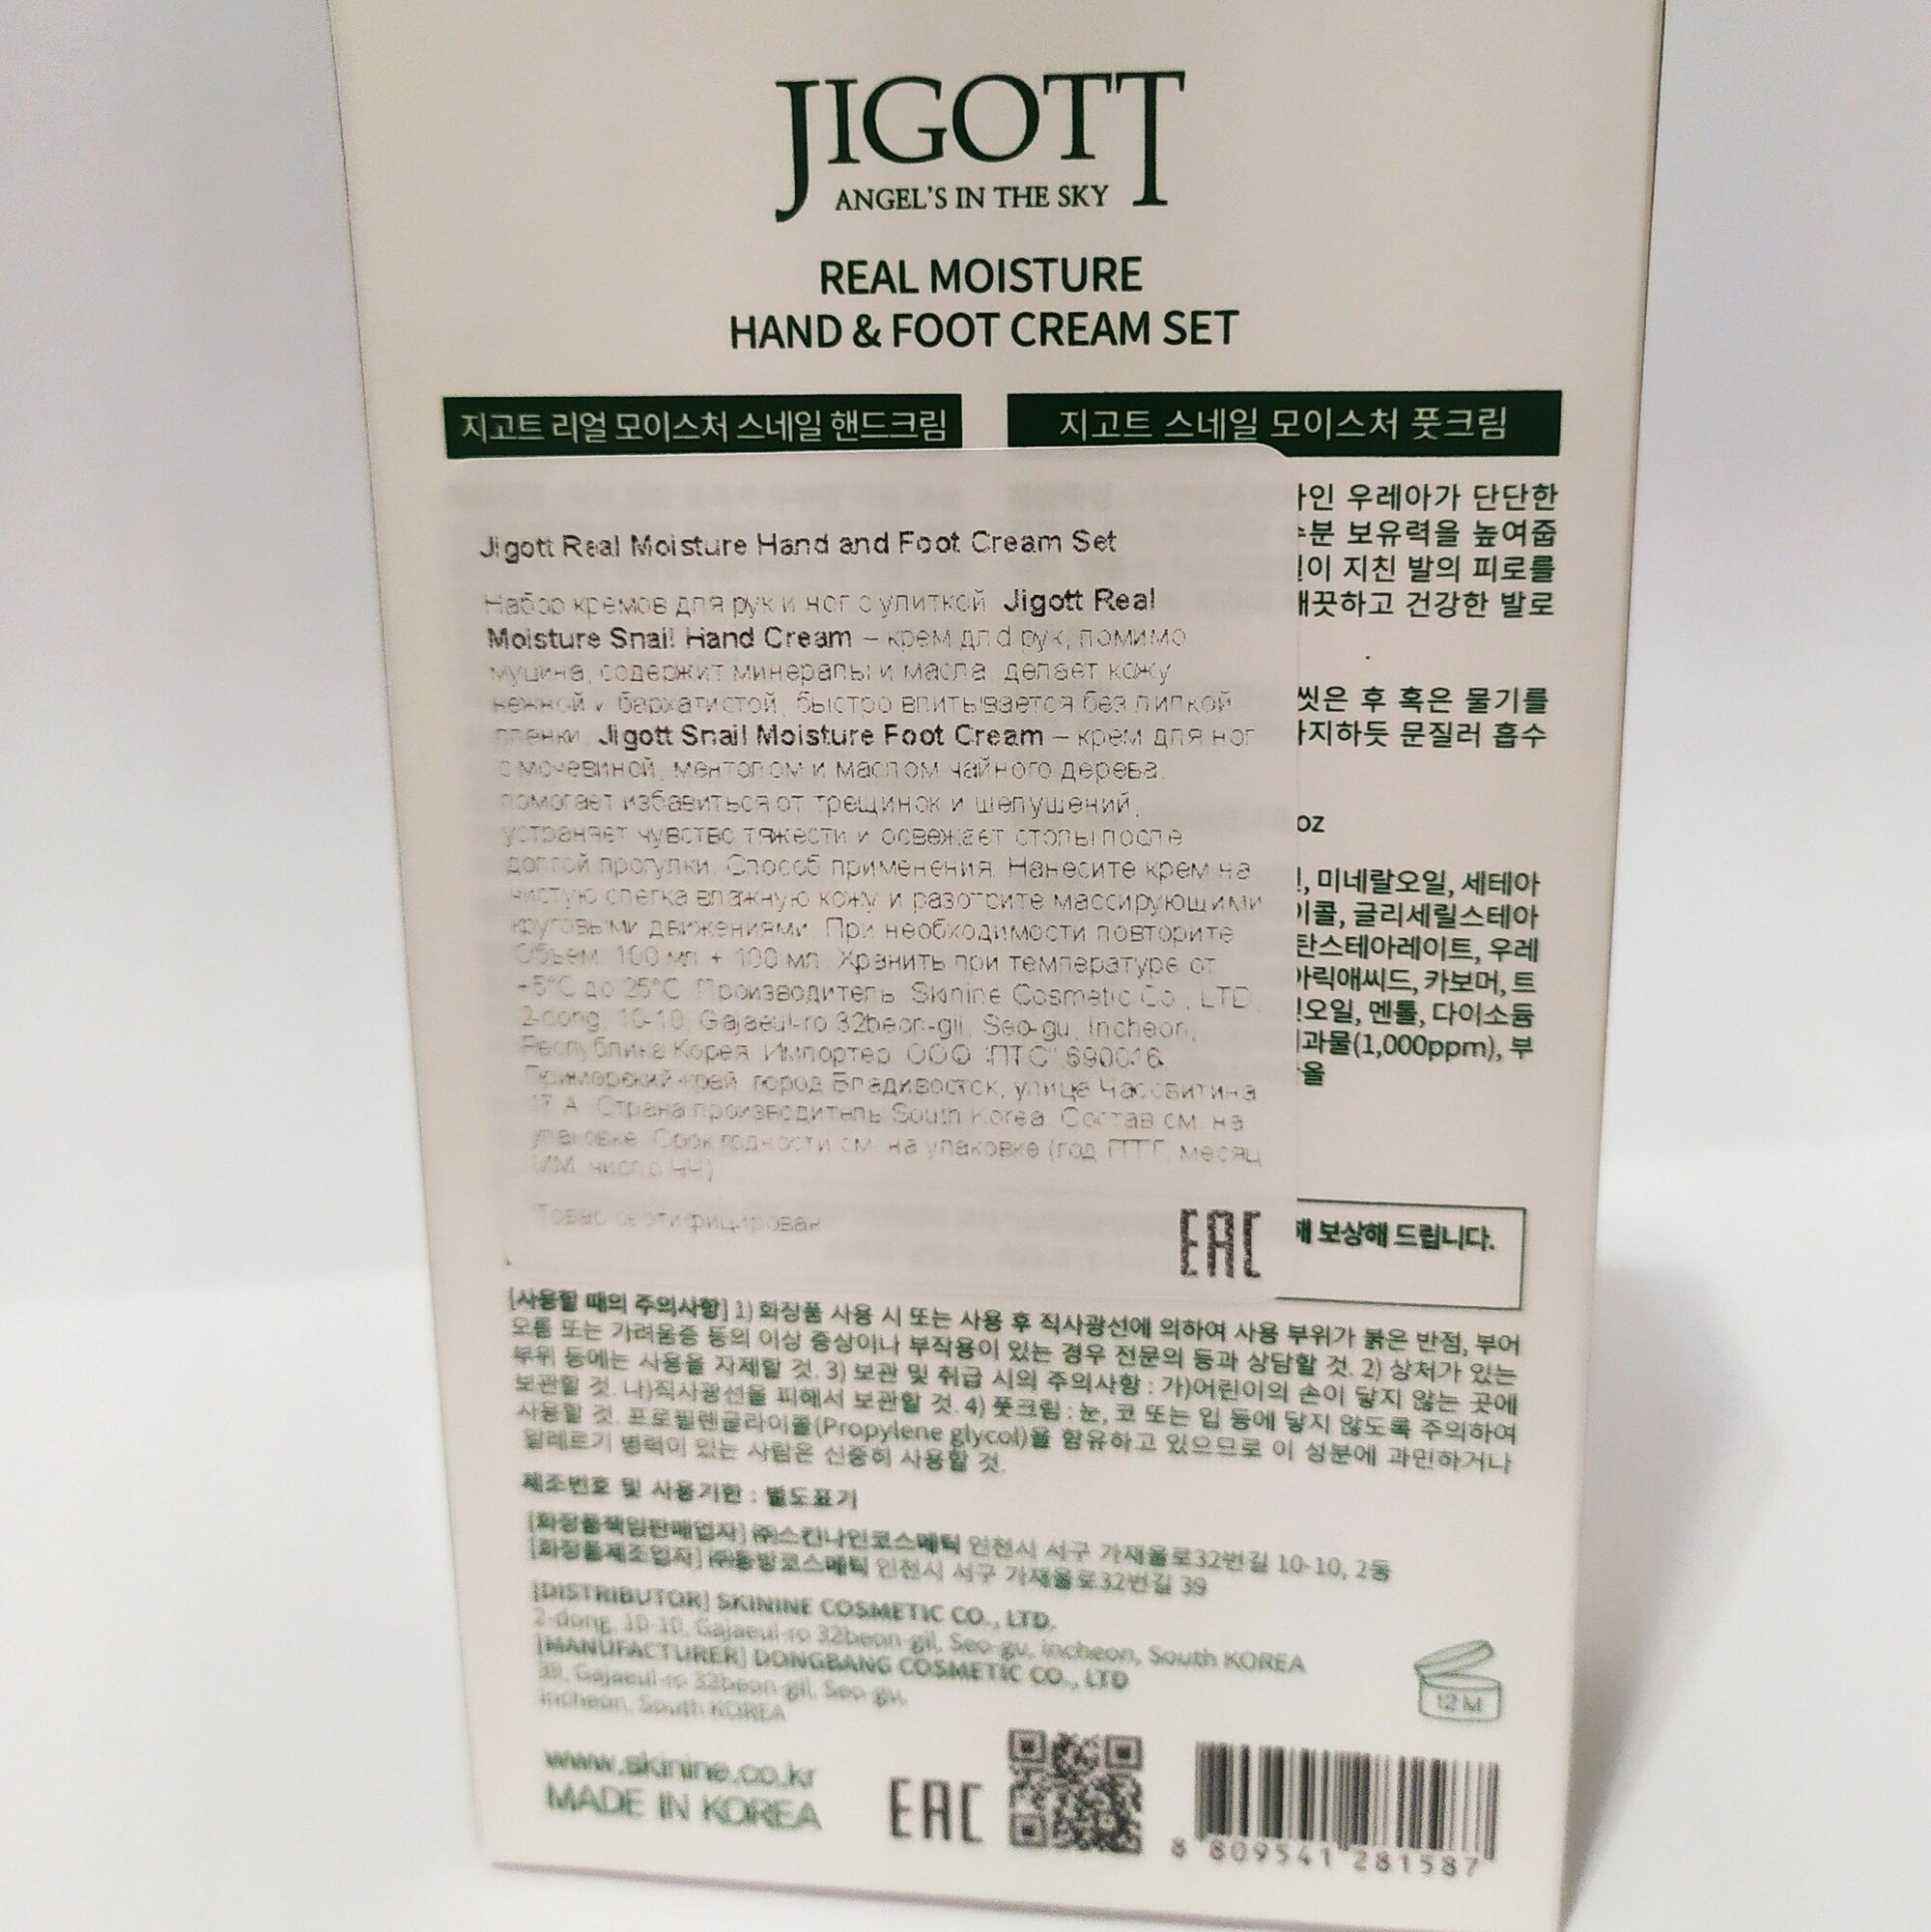 JIGOTT
ANGEL'S IN THE SKY
REAL MOISTURE
HAND & FOOT CREAM SET
지고트 리얼 모이스처 스네일 핸드크림
지고트 스네일 모이스처 풋크림
Jigott Real Moisture Hand and Foot Cream Set
Набор кремов для рук и ног с улиткой. Jigott Real
Moisture Snail Hand Cream – крем для рук, помимо
муцина, содержит минералы и масла, делает кожу
нежной и бархатистой, быстро впитывается без липкой
пленки. Jigott Snail Moisture Foot Cream – крем для ног
с мочевиной, ментолом и маслом чайного дерева,
помогает избавиться от трещинок и шелушений,
устраняет чувство тяжести и освежает стопы после
долгой прогулки. Способ применения: Нанесите крем на
чистую слегка влажную кожу и разотрите массирующими
круговыми движениями. При необходимости повторите.
Объем: 100 мл + 100 мл. Хранить при температуре от
+5°C до 25°C. Производитель: Skinine Cosmetic Co., LTD,
2-dong, 10-10, Gajaeul-ro 32beon-gil, Seo-gu, Incheon,
Республика Корея. Импортер: ООО "ПТС" 690016,
Приморский край, город Владивосток, улица Часовитина,
17 А. Страна производитель South Korea. Состав см. на
упаковке. Срок годности см. на упаковке (год ГГГГ, месяц
ММ, число ЧЧ)
Товар сертифицирован
EAC
우레아가 단단한
보유력을 높여줍
지친 발의 피로를
건강한 발로
씻은 후 혹은 물기를
문질러 흡수
oz
미네랄오일, 세테아
글리세릴스테아
탄스테아레이트, 우레
카보머, 트
멘톨, 다이소듐
과물(1,000ppm), 부
올
보상해 드립니다.
[사용할 때의 주의사항] 1) 화장품 사용 시 또는 사용 후 직사광선에 의하여 사용 부위가 붉은 반점, 부어
오름 또는 가려움증 등의 이상 증상이나 부작용이 있는 경우 전문의 등과 상담할 것. 2) 상처가 있는
부위 등에는 사용을 자제할 것. 3) 보관 및 취급 시의 주의사항 : 가)어린이의 손이 닿지 않는 곳에
보관할 것. 나)직사광선을 피해서 보관할 것. 4) 풋크림 : 눈, 코 또는 입 등에 닿지 않도록 주의하여
사용할 것. 프로필렌글라이콜(Propylene glycol)을 함유하고 있으므로 이 성분에 과민하거나
알레르기 병력이 있는 사람은 신중히 사용할 것.
제조번호 및 사용기한 : 별도표기
[화장품책임판매업자] ㈜스킨나인코스메틱 인천시 서구 가재울로32번길 10-10, 2동
[화장품제조업자] ㈜동방코스메틱 인천시 서구 가재울로32번길 39
[DISTRIBUTOR] SKININE COSMETIC CO., LTD.
2-dong, 10-10, Gajaeul-ro 32beon-gil, Seo-gu, Incheon, South KOREA
[MANUFACTURER] DONGBANG COSMETIC CO., LTD
39, Gajaeul-ro 32beon-gil, Seo-gu,
Incheon, South KOREA
12 M
www.skinine.co.kr
MADE IN KOREA
EAC
8 809541 281587